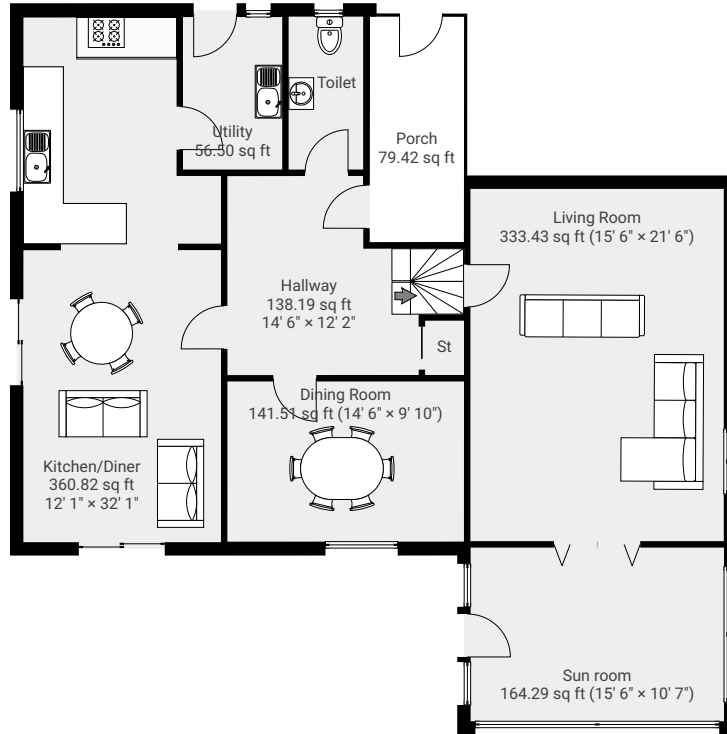 Toilet
Utility
56.50 sq ft
Porch
79.42 sq ft
Living Room
333.43 sq ft (15' 6" × 21' 6")
Hallway
138.19 sq ft
14' 6" × 12' 2"
St
Dining Room
141.51 sq ft (14' 6" × 9' 10")
Kitchen/Diner
360.82 sq ft
12' 1" × 32' 1"
Sun room
164.29 sq ft (15' 6" × 10' 7")